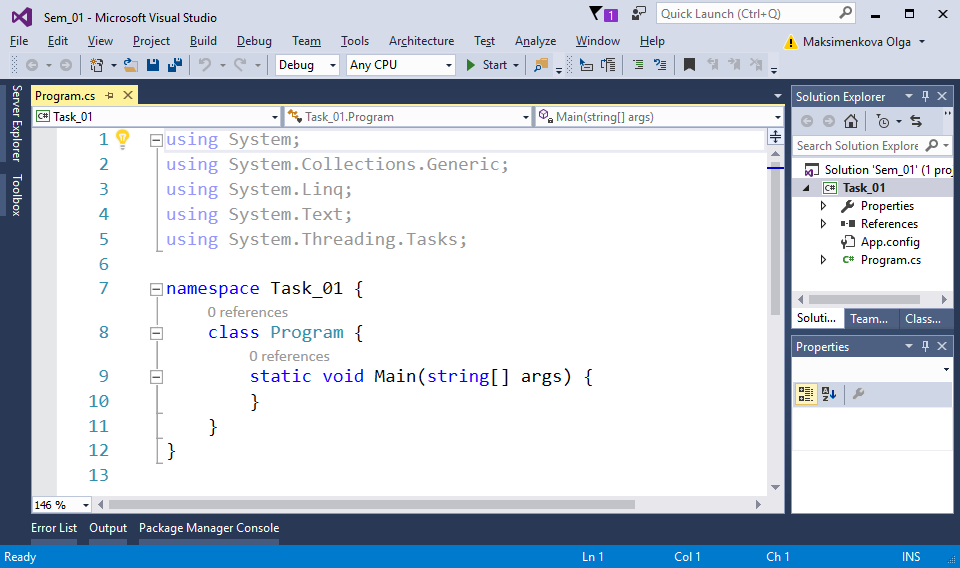 Sem_01 - Microsoft Visual Studio
1
Quick Launch (Ctrl+Q)
File Edit View Project Build Debug Team Tools Architecture Test Analyze Window Help
Maksimenkova Olga
Debug Any CPU Start
Server Explorer
Toolbox
Program.cs
Task_01 Task_01.Program Main(string[] args)
1 using System;
2 using System.Collections.Generic;
3 using System.Linq;
4 using System.Text;
5 using System.Threading.Tasks;
6
7 namespace Task_01 {
0 references
8 class Program {
0 references
9 static void Main(string[] args) {
10 }
11 }
12 }
13
146 %
Solution Explorer
Search Solution Explore
Solution 'Sem_01' (1 proj
C# Task_01
Properties
References
App.config
C# Program.cs
Soluti... Team... Class...
Properties
Error List Output Package Manager Console
Ready Ln 1 Col 1 Ch 1 INS